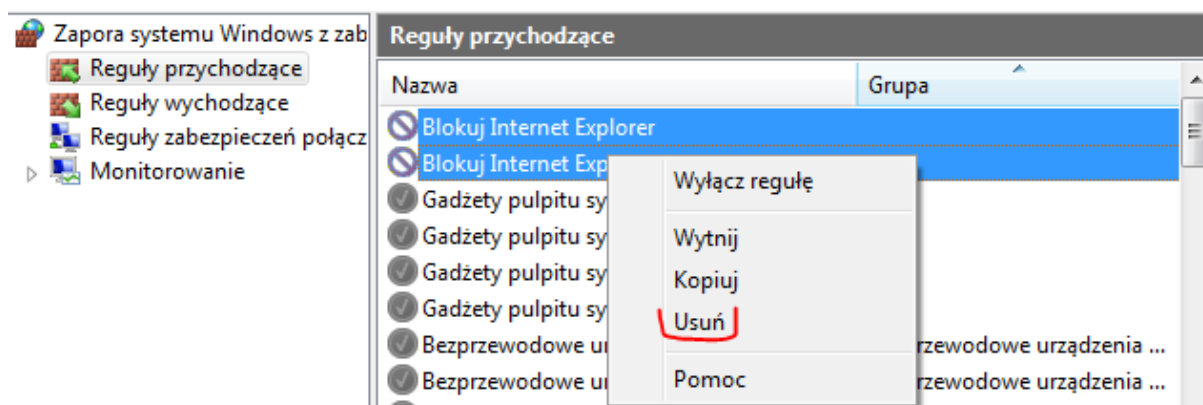 Zapora systemu Windows z zab
Reguły przychodzące
Reguły wychodzące
Reguły zabezpieczeń połącz
Monitorowanie
Reguły przychodzące
Nazwa Grupa
Blokuj Internet Explorer
Blokuj Internet Exp
Gadżety pulpitu sy
Gadżety pulpitu sy
Gadżety pulpitu sy
Gadżety pulpitu sy
Bezprzewodowe ur rzewodowe urządzenia ...
Bezprzewodowe ur rzewodowe urządzenia ...
Wyłącz regułę
Wytnij
Kopiuj
Usuń
Pomoc